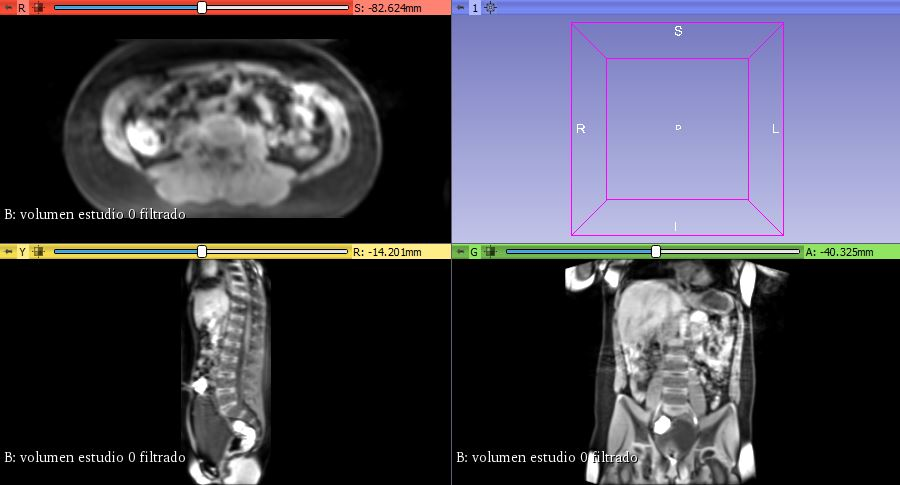 R S: -82.624mm
B: volumen estudio 0 filtrado
1
S
R P L
I
Y R: -14.201mm
B: volumen estudio 0 filtrado
G A: -40.325mm
B: volumen estudio 0 filtrado